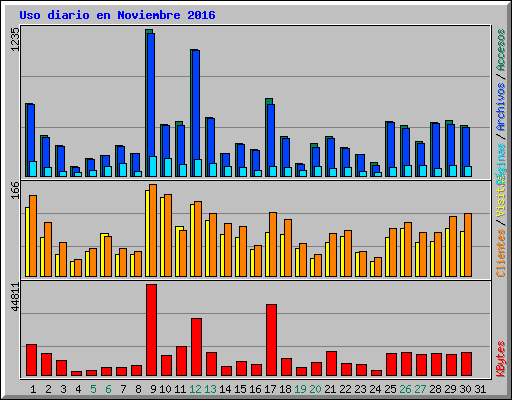 Uso diario en Noviembre 2016
1235
166
44811
Accesos / Archivos / Páginas / Visitas / Clientes
KBytes
1 2 3 4 5 6 7 8 9 10 11 12 13 14 15 16 17 18 19 20 21 22 23 24 25 26 27 28 29 30 31